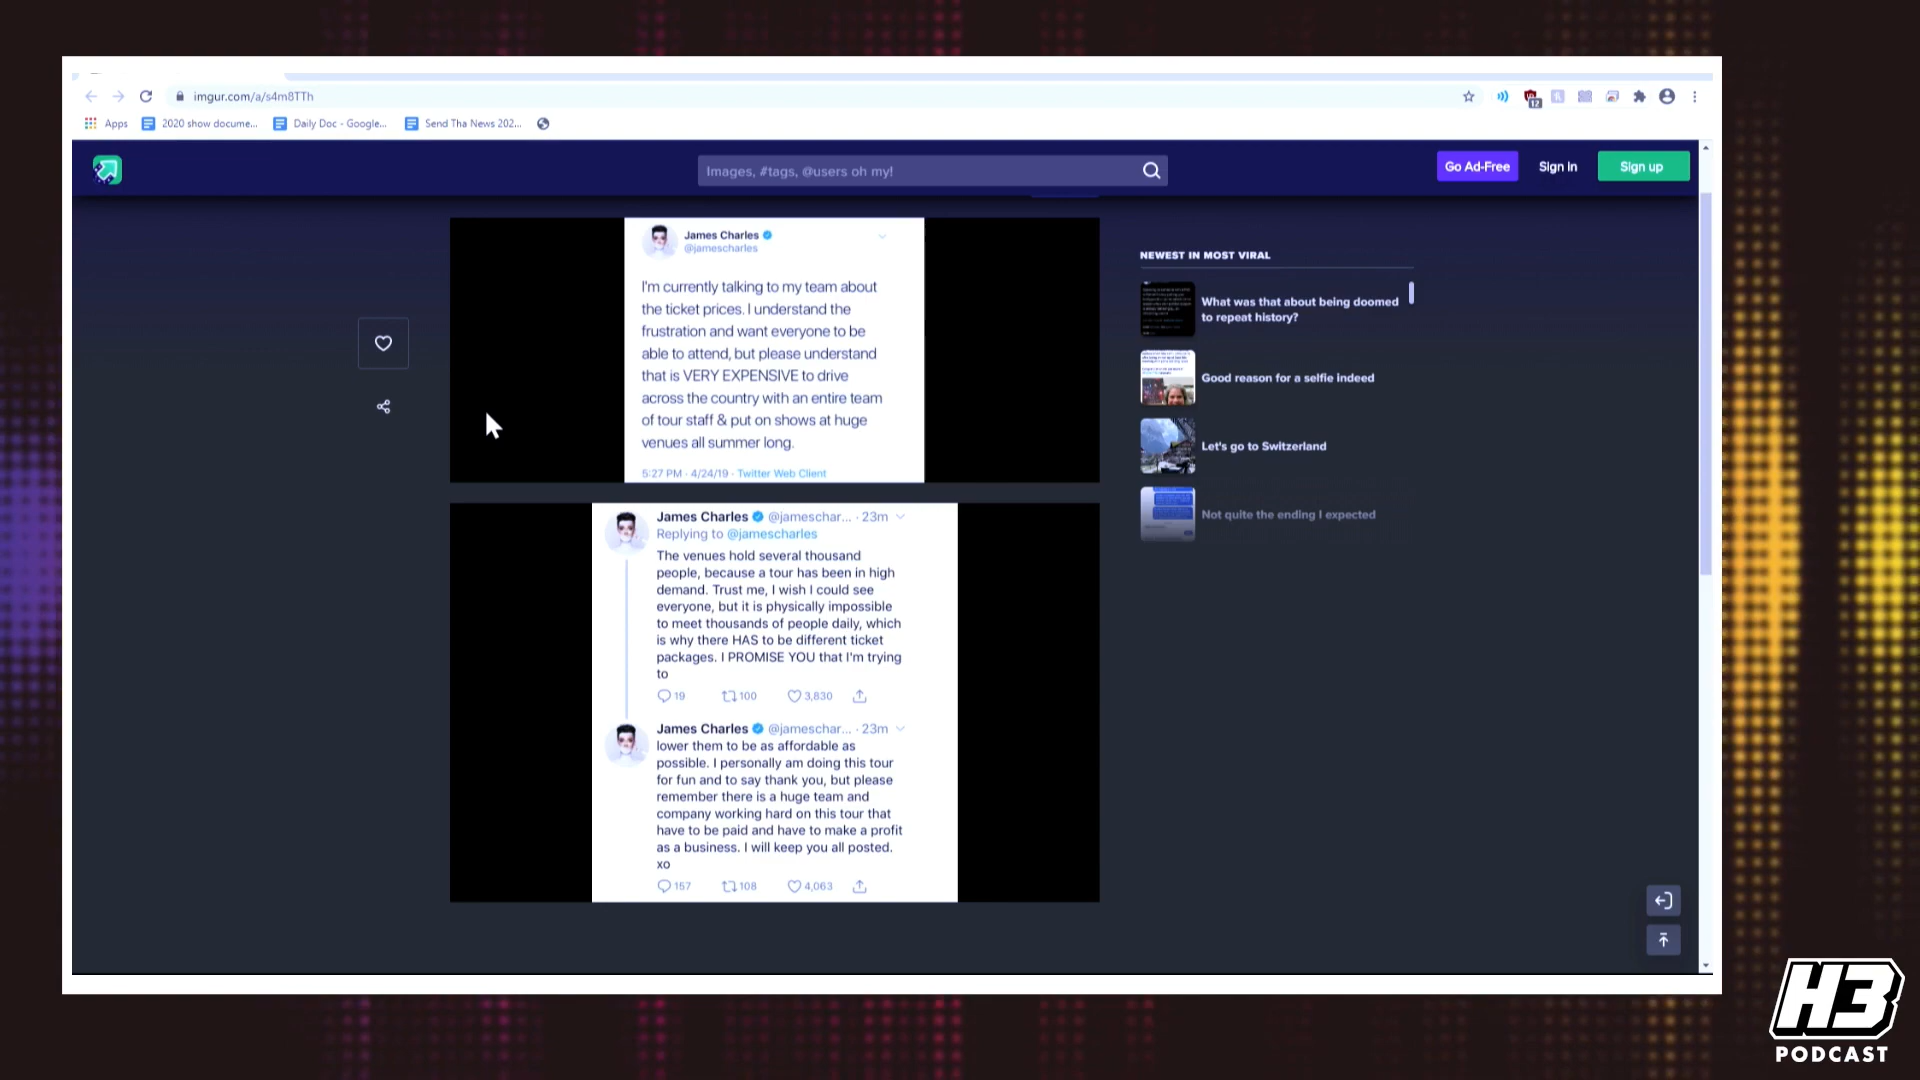 imgur.com/a/s4m8TTh
Apps
2020 show docume...
Daily Doc - Google...
Send Tha News 202...
12
Images, #tags, @users oh my!
Go Ad-Free
Sign in
Sign up
James Charles
@jamescharles
I'm currently talking to my team about
the ticket prices. I understand the
frustration and want everyone to be
able to attend, but please understand
that is VERY EXPENSIVE to drive
across the country with an entire team
of tour staff & put on shows at huge
venues all summer long.
5:27 PM · 4/24/19 · Twitter Web Client
James Charles @jameschar... · 23m
Replying to @jamescharles
The venues hold several thousand
people, because a tour has been in high
demand. Trust me, I wish I could see
everyone, but it is physically impossible
to meet thousands of people daily, which
is why there HAS to be different ticket
packages. I PROMISE YOU that I'm trying
to
19 100 3,830
James Charles @jameschar... · 23m
lower them to be as affordable as
possible. I personally am doing this tour
for fun and to say thank you, but please
remember there is a huge team and
company working hard on this tour that
have to be paid and have to make a profit
as a business. I will keep you all posted.
xo
157 108 4,063
NEWEST IN MOST VIRAL
What was that about being doomed
to repeat history?
Good reason for a selfie indeed
Let's go to Switzerland
Not quite the ending I expected
H3
PODCAST